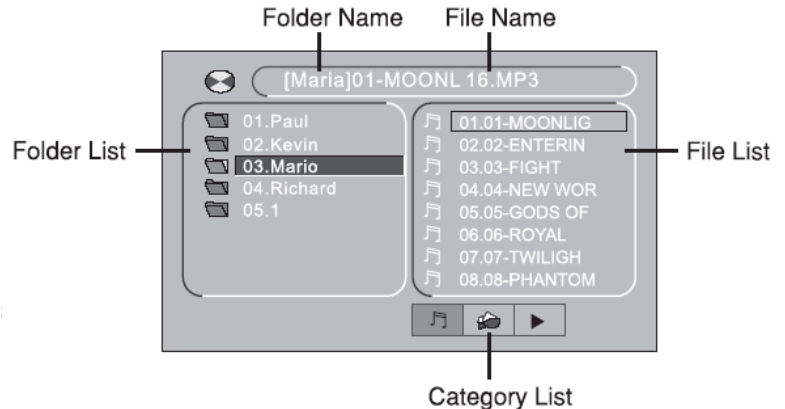 Folder Name File Name
[Maria]01-MOONL 16.MP3
Folder List
01.Paul
02.Kevin
03.Mario
04.Richard
05.1
01.01-MOONLIG
02.02-ENTERIN
03.03-FIGHT
04.04-NEW WOR
05.05-GODS OF
06.06-ROYAL
07.07-TWILIGH
08.08-PHANTOM
File List
Category List